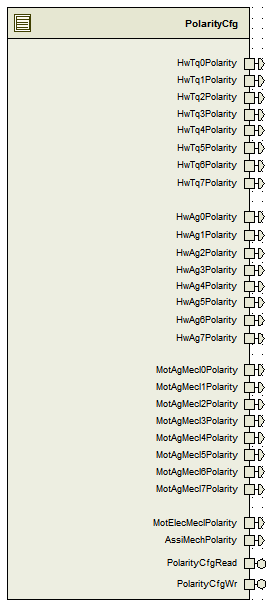 PolarityCfg
HwTq0Polarity
HwTq1Polarity
HwTq2Polarity
HwTq3Polarity
HwTq4Polarity
HwTq5Polarity
HwTq6Polarity
HwTq7Polarity
HwAg0Polarity
HwAg1Polarity
HwAg2Polarity
HwAg3Polarity
HwAg4Polarity
HwAg5Polarity
HwAg6Polarity
HwAg7Polarity
MotAgMecl0Polarity
MotAgMecl1Polarity
MotAgMecl2Polarity
MotAgMecl3Polarity
MotAgMecl4Polarity
MotAgMecl5Polarity
MotAgMecl6Polarity
MotAgMecl7Polarity
MotElecMeclPolarity
AssiMechPolarity
PolarityCfgRead
PolarityCfgWr